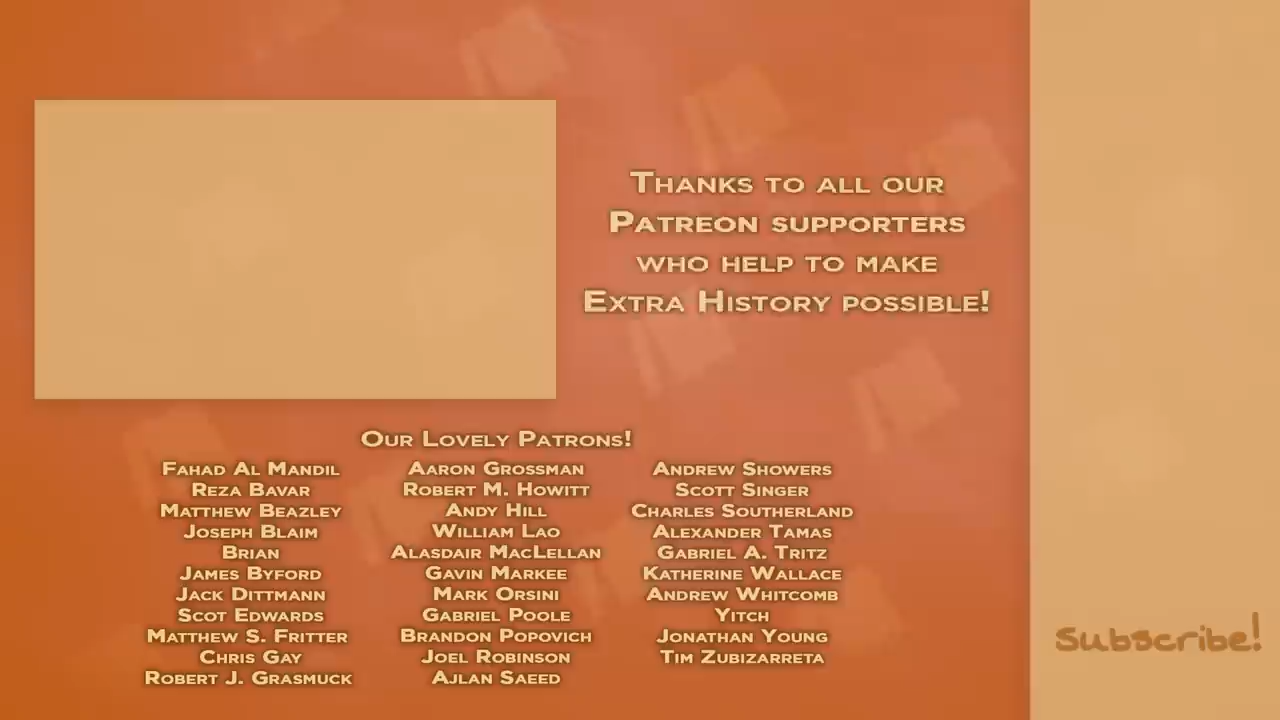 Thanks to all our
Patreon supporters
who help to make
Extra History possible!
Our Lovely Patrons!
Fahad Al Mandil
Reza Bavar
Matthew Beazley
Joseph Blaim
Brian
James Byford
Jack Dittmann
Scot Edwards
Matthew S. Fritter
Chris Gay
Robert J. Grasmuck
Aaron Grossman
Robert M. Howitt
Andy Hill
William Lao
Alasdair MacLellan
Gavin Markee
Mark Orsini
Gabriel Poole
Brandon Popovich
Joel Robinson
Ajlan Saeed
Andrew Showers
Scott Singer
Charles Southerland
Alexander Tamas
Gabriel A. Tritz
Katherine Wallace
Andrew Whitcomb
Yitch
Jonathan Young
Tim Zubizarreta
Subscribe!